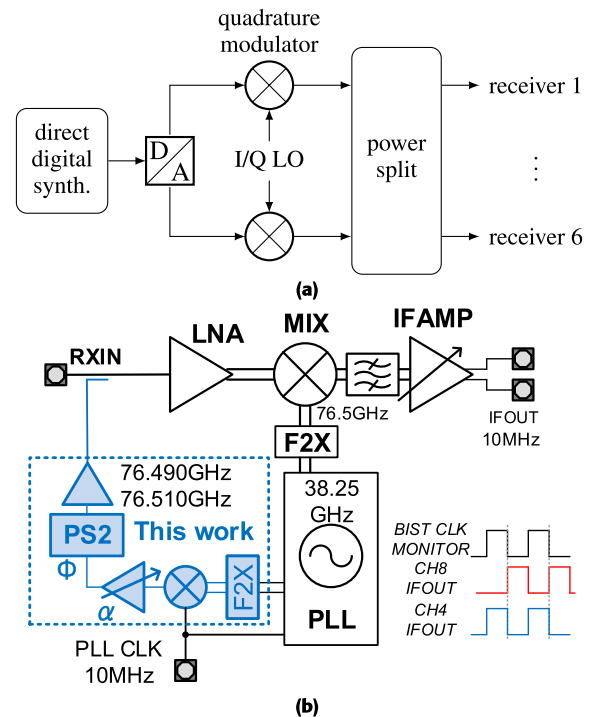 quadrature
modulator
direct
digital
synth.
D
A
I/Q LO
power
split
receiver 1
⋮
receiver 6
(a)
RXIN
LNA
MIX
IFAMP
76.5GHz
F2X
IFOUT
10MHz
76.490GHz
76.510GHz
PS2
This work
Φ
α
F2X
38.25
GHz
PLL
PLL CLK
10MHz
BIST CLK
MONITOR
CH8
IFOUT
CH4
IFOUT
(b)